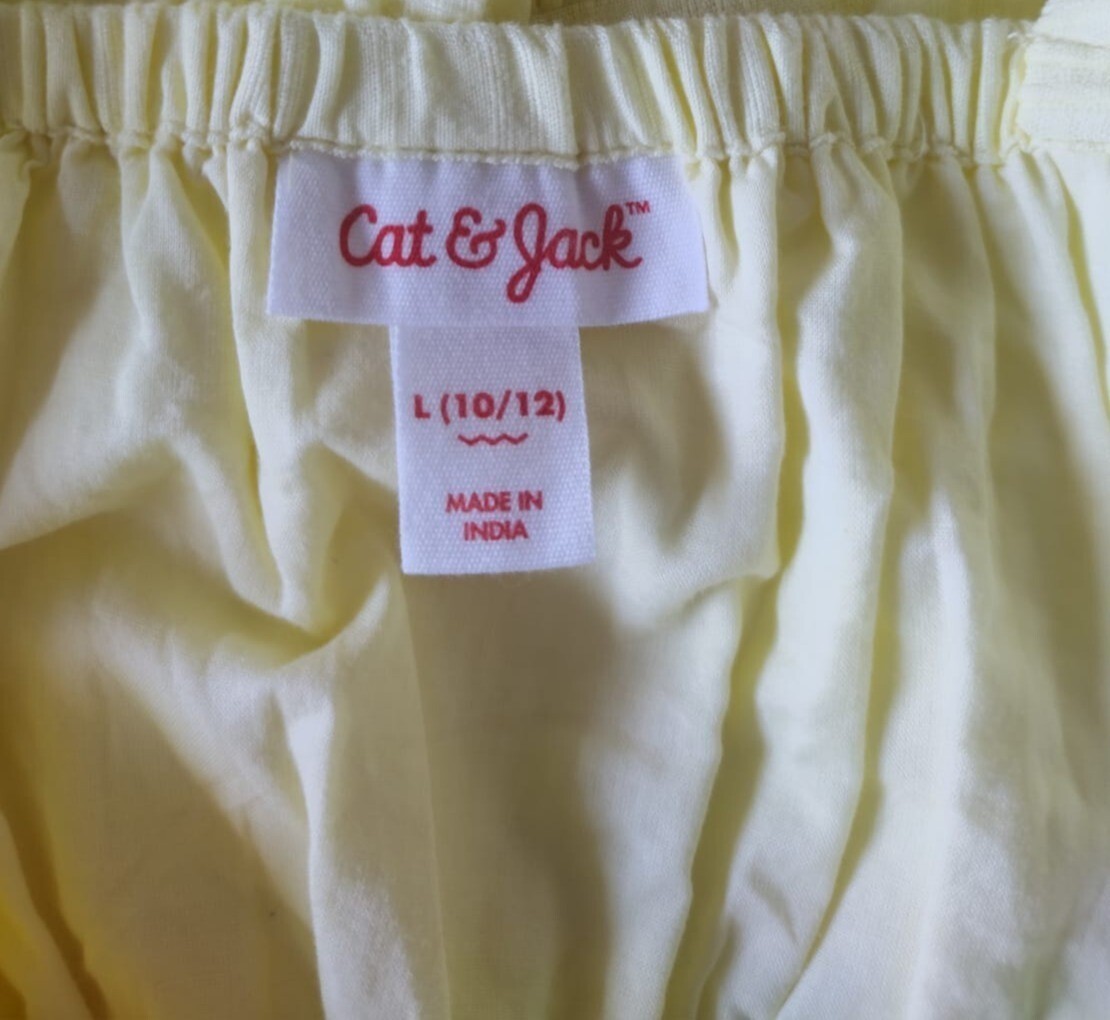 Cat & Jack™
L (10/12)
MADE IN
INDIA